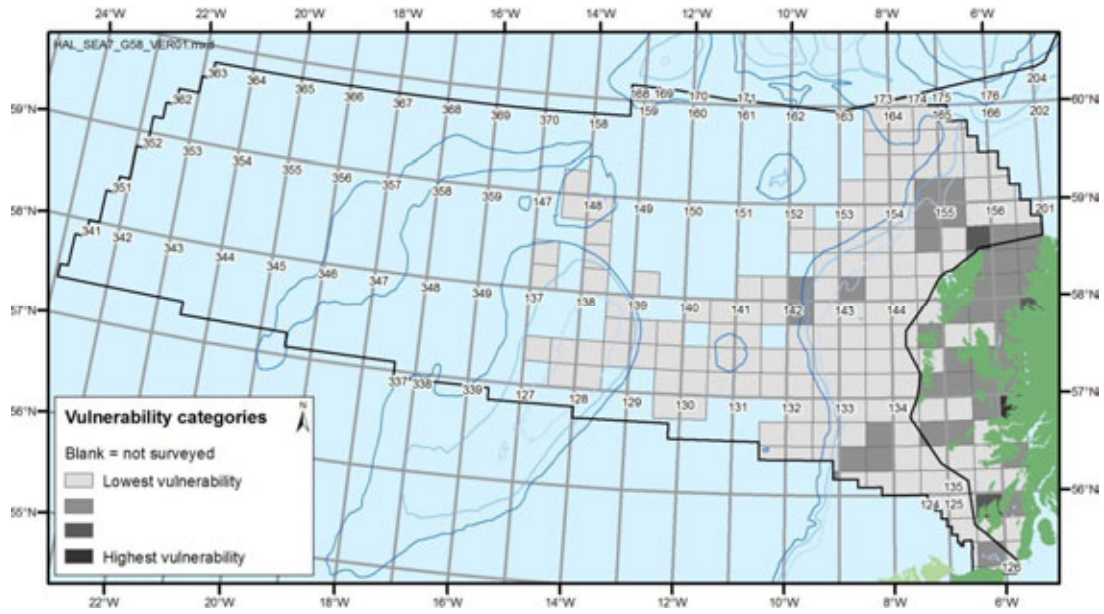 24°W 22°W 20°W 18°W 16°W 14°W 12°W 10°W 8°W 6°W
HAL_SEA7_G58_VER01.mxd
363 364 365 366 367 368 369 370 158 168 169 170 171 173 174 175 176 204
362 159 160 161 162 163 164 165 166 202
59°N 60°N
352 353 354 355 356 357 358 359 147 148 149 150 151 152 153 154 155 156 201
351
58°N 59°N
341 342 343 344 345 346 347 348 349 137 138 139 140 141 142 143 144
57°N 58°N
337 338 339 127 128 129 130 131 132 133 134
56°N 57°N
135
124 125
55°N 56°N
126
Vulnerability categories
N
Blank = not surveyed
Lowest vulnerability
Highest vulnerability
22°W 20°W 18°W 16°W 14°W 12°W 10°W 8°W 6°W